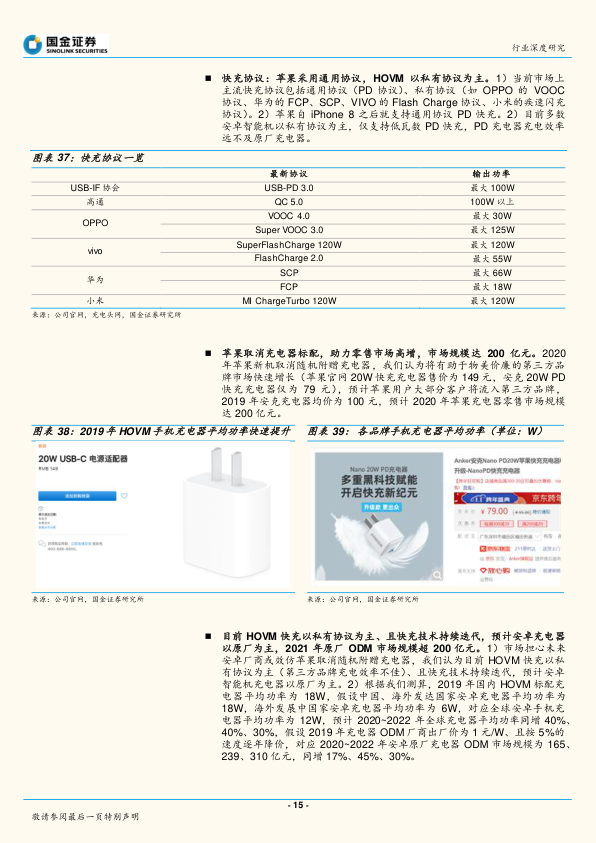 国金证券
SINOLINK SECURITIES
行业深度研究
■ 快充协议：苹果采用通用协议，HOVM 以私有协议为主。1）当前市场上
主流快充协议包括通用协议（PD 协议）、私有协议（如 OPPO 的 VOOC
协议、华为的 FCP、SCP、VIVO 的 Flash Charge 协议、小米的疾速闪充
协议）。2）苹果自 iPhone 8 之后就支持通用协议 PD 快充。2）目前多数
安卓智能机以私有协议为主，仅支持低瓦数 PD 快充，PD 充电器充电效率
远不及原厂充电器。
图表 37：快充协议一览
最新协议 输出功率
USB-IF 协会 USB-PD 3.0 最大 100W
高通 QC 5.0 100W 以上
OPPO VOOC 4.0 最大 30W
Super VOOC 3.0 最大 125W
vivo SuperFlashCharge 120W 最大 120W
FlashCharge 2.0 最大 55W
华为 SCP 最大 66W
FCP 最大 18W
小米 MI ChargeTurbo 120W 最大 120W
来源：公司官网，充电头网，国金证券研究所
■ 苹果取消充电器标配，助力零售市场高增，市场规模达 200 亿元。2020
年苹果新机取消随机附赠充电器，我们认为将有助于物美价廉的第三方品
牌市场快速增长（苹果官网 20W 快充充电器售价为 149 元，安克 20W PD
快充充电器仅为 79 元），预计苹果用户大部分客户将流入第三方品牌，
2019 年安克充电器均价为 100 元，预计 2020 年苹果充电器零售市场规模
达 200 亿元。
图表 38：2019 年 HOVM 手机充电器平均功率快速提升
图表 39：各品牌手机充电器平均功率（单位：W）
20W USB-C 电源适配器
RMB 149
Nano 20W PD充电器
多重黑科技赋能
开启快充新纪元
升级款 更出众
Anker安克Nano PD20W苹果快充充电器
升级-NanoPD快充充电器
跨年盛典
京东跨年
¥ 79.00
来源：公司官网，国金证券研究所
来源：公司官网，国金证券研究所
■ 目前 HOVM 快充以私有协议为主、且快充技术持续迭代，预计安卓充电器
以原厂为主，2021 年原厂 ODM 市场规模超 200 亿元。1）市场担心未来
安卓厂商或效仿苹果取消随机附赠充电器，我们认为目前 HOVM 快充以私
有协议为主（第三方品牌充电效率不佳）、且快充技术持续迭代，预计安卓
智能机充电器以原厂为主。2）根据我们测算，2019 年国内 HOVM 标配充
电器平均功率为 18W，假设中国、海外发达国家安卓充电器平均功率为
18W，海外发展中国家安卓充电器平均功率为 6W，对应全球安卓手机充
电器平均功率为 12W，预计 2020~2022 年全球充电器平均功率同增 40%、
40%、30%，假设 2019 年充电器 ODM 厂商出厂价为 1 元/W、且按 5%的
速度逐年降价，对应 2020~2022 年安卓原厂充电器 ODM 市场规模为 165、
239、310 亿元，同增 17%、45%、30%。
- 15 -
敬请参阅最后一页特别声明